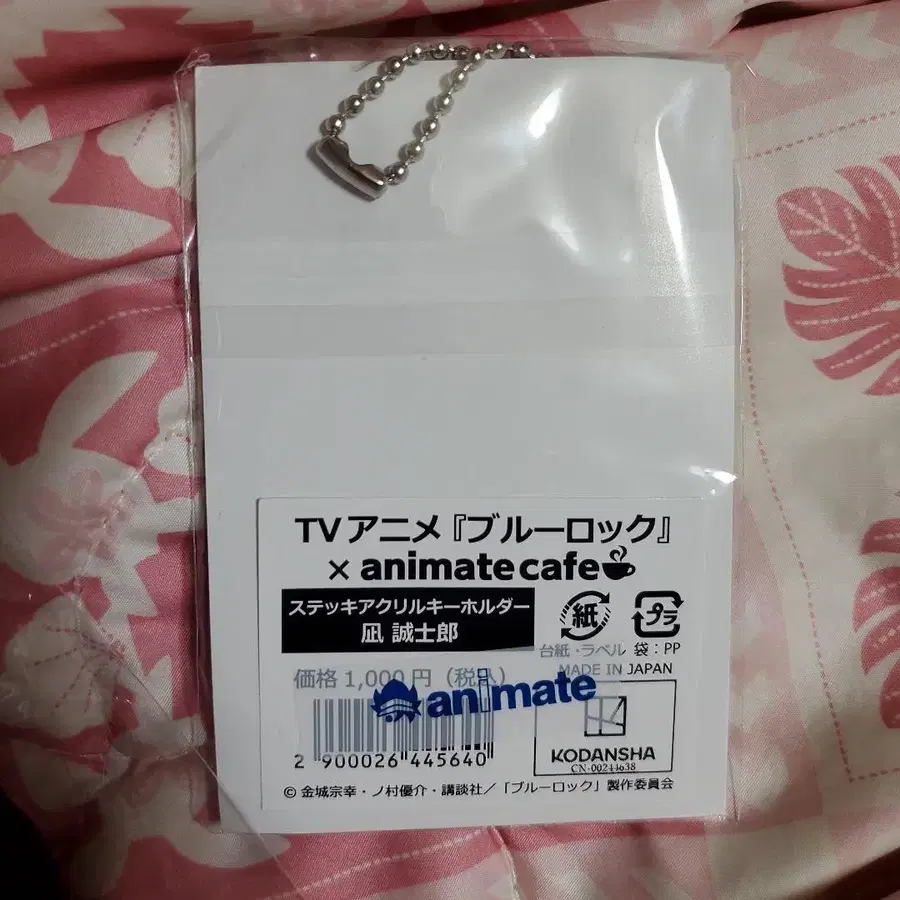 TVアニメ『ブルーロック』
× animatecafe
ステッキアクリルキーホルダー
凪 誠士郎
紙
プラ
台紙・ラベル 袋：PP
MADE IN JAPAN
価格 1,000円（税込）
animate
2 900026 445640
KODANSHA
CN-00244638
© 金城宗幸・ノ村優介・講談社／「ブルーロック」製作委員会